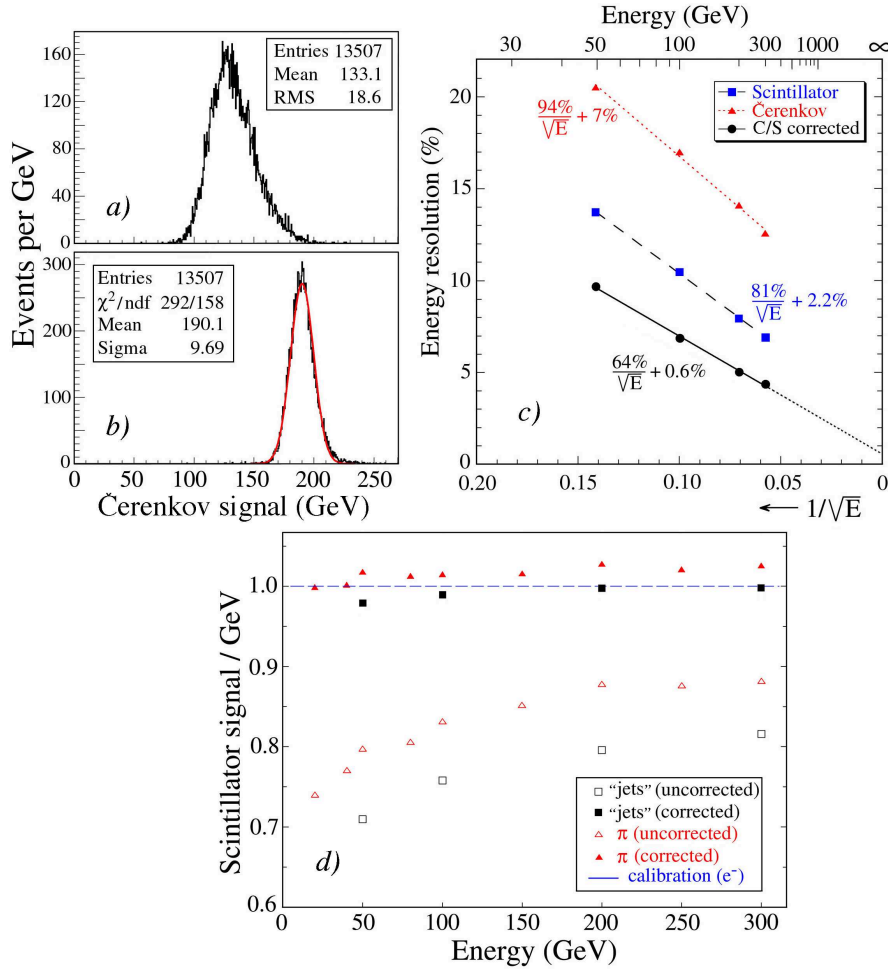 160
120
80
40
0
Entries 13507
Mean 133.1
RMS 18.6
a)
Events per GeV
300
200
100
0
Entries 13507
χ²/ndf 292/158
Mean 190.1
Sigma 9.69
b)
0 50 100 150 200 250
Čerenkov signal (GeV)
Energy (GeV)
30 50 100 300 1000 ∞
Energy resolution (%)
20
15
10
5
0
Scintillator
Čerenkov
C/S corrected
94%/√E + 7%
81%/√E + 2.2%
64%/√E + 0.6%
c)
0.20 0.15 0.10 0.05 0
← 1/√E
Scintillator signal / GeV
1.0
0.9
0.8
0.7
0.6
"jets" (uncorrected)
"jets" (corrected)
π (uncorrected)
π (corrected)
calibration (e⁻)
d)
0 50 100 150 200 250 300
Energy (GeV)